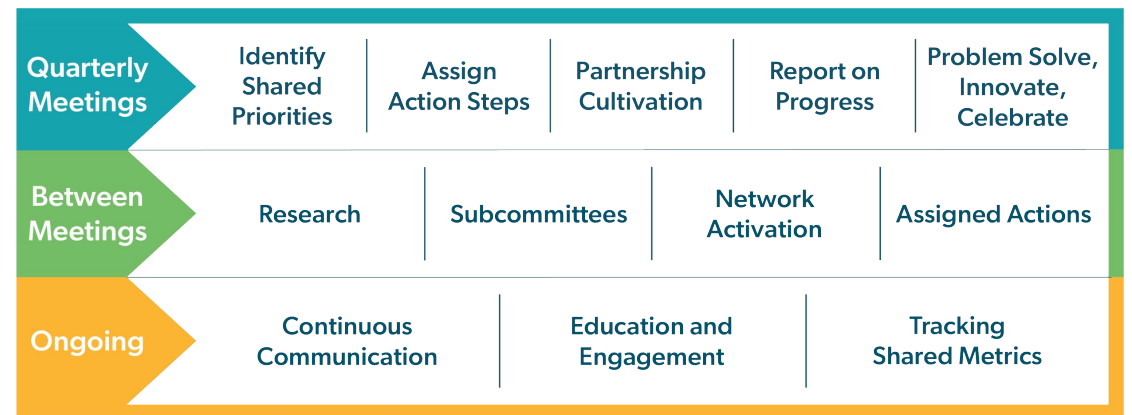 Quarterly
Meetings
Identify
Shared
Priorities
Assign
Action Steps
Partnership
Cultivation
Report on
Progress
Problem Solve,
Innovate,
Celebrate
Between
Meetings
Research
Subcommittees
Network
Activation
Assigned Actions
Ongoing
Continuous
Communication
Education and
Engagement
Tracking
Shared Metrics